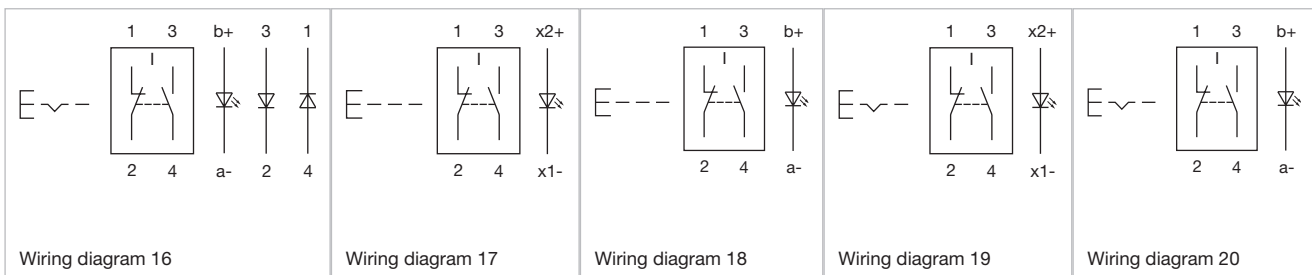 1 3 b+ 3 1
I
2 4 a- 2 4
Wiring diagram 16
1 3 x2+
I
2 4 x1-
Wiring diagram 17
1 3 b+
I
2 4 a-
Wiring diagram 18
1 3 x2+
I
2 4 x1-
Wiring diagram 19
1 3 b+
I
2 4 a-
Wiring diagram 20